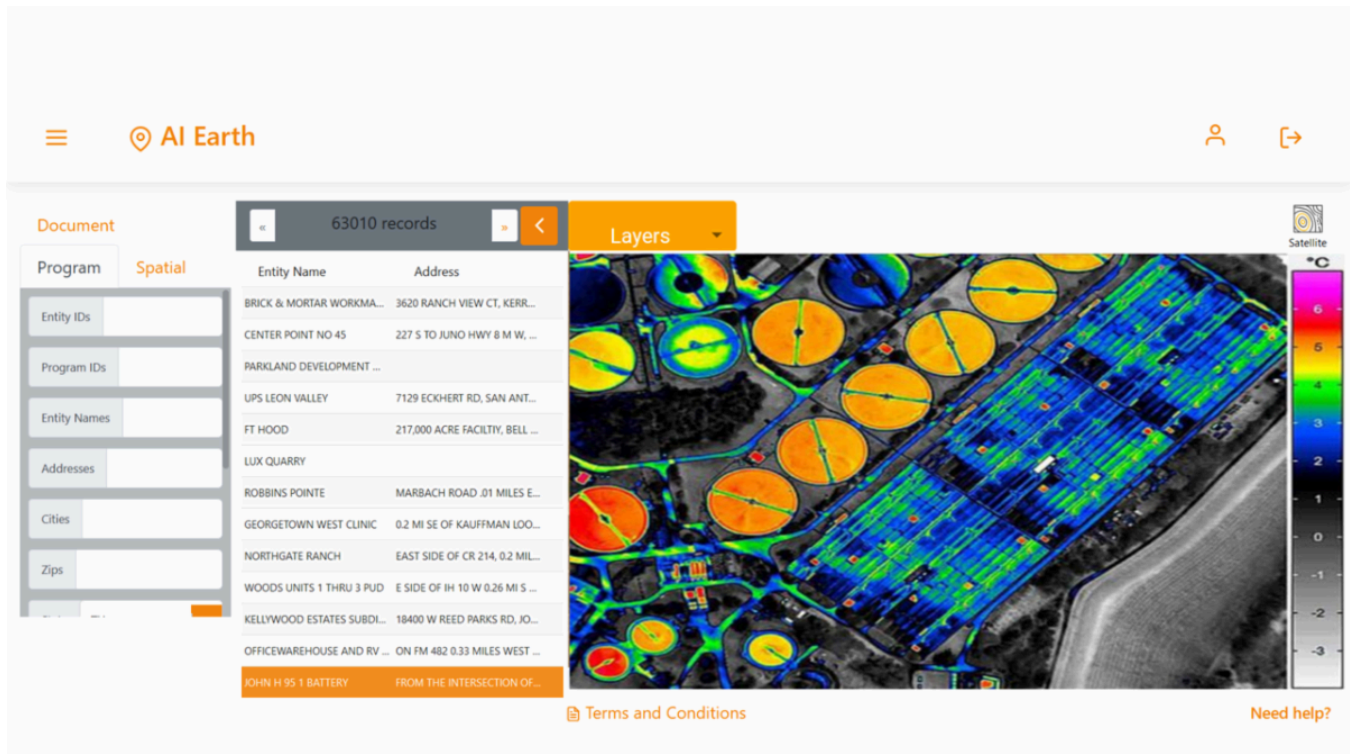 AI Earth
Document
Program
Spatial
Entity IDs
Program IDs
Entity Names
Addresses
Cities
Zips
«
63010 records
»
Entity Name Address
BRICK & MORTAR WORKMA... 3620 RANCH VIEW CT, KERR...
CENTER POINT NO 45 227 S TO JUNO HWY 8 M W, ...
PARKLAND DEVELOPMENT ...
UPS LEON VALLEY 7129 ECKHERT RD, SAN ANT...
FT HOOD 217,000 ACRE FACILTIY, BELL ...
LUX QUARRY
ROBBINS POINTE MARBACH ROAD .01 MILES E...
GEORGETOWN WEST CLINIC 0.2 MI SE OF KAUFFMAN LOO...
NORTHGATE RANCH EAST SIDE OF CR 214, 0.2 MIL...
WOODS UNITS 1 THRU 3 PUD E SIDE OF IH 10 W 0.26 MI S ...
KELLYWOOD ESTATES SUBDI... 18400 W REED PARKS RD, JO...
OFFICEWAREHOUSE AND RV ... ON FM 482 0.33 MILES WEST ...
JOHN H 95 1 BATTERY FROM THE INTERSECTION OF...
Layers
Satellite
°C
6
5
4
3
2
1
0
-1
-2
-3
Terms and Conditions
Need help?